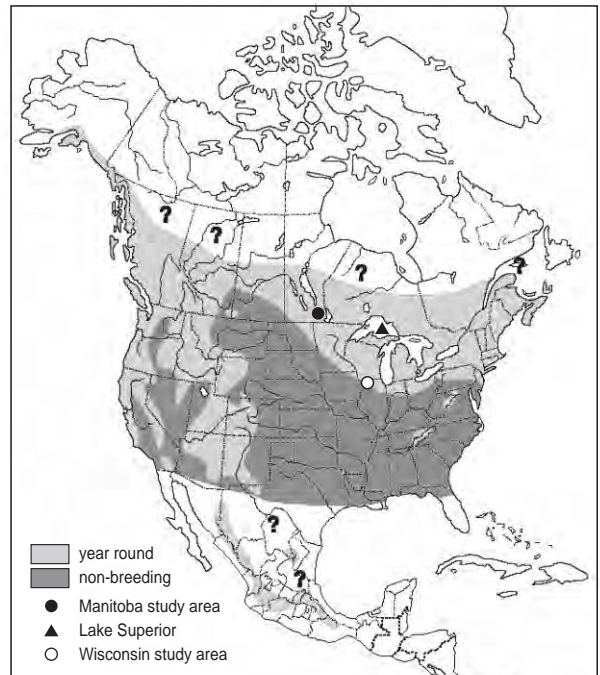 ?
?
?
?
?
?
year round
non-breeding
Manitoba study area
Lake Superior
Wisconsin study area